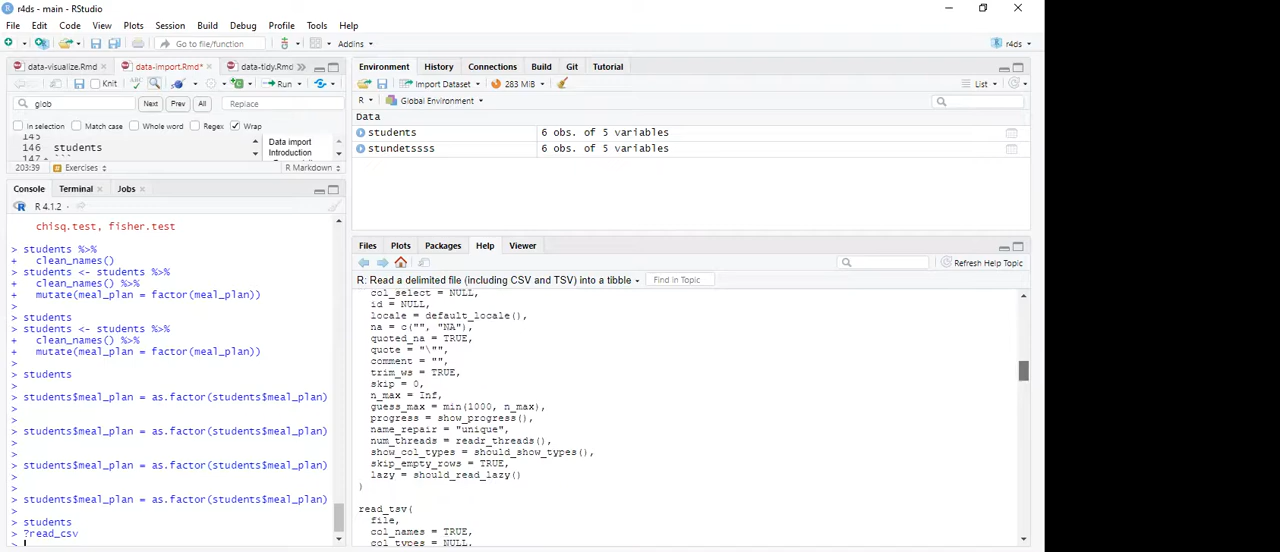 r4ds - main - RStudio
File Edit Code View Plots Session Build Debug Profile Tools Help
Go to file/function Addins r4ds
data-visualize.Rmd data-import.Rmd* data-tidy.Rmd
Knit Run
glob Next Prev All Replace
In selection Match case Whole word Regex Wrap
145
146 students
147 ```
Data import
Introduction
203:39 Exercises R Markdown
Console Terminal Jobs
R 4.1.2 ·
chisq.test, fisher.test
> students %>%
+ clean_names()
> students <- students %>%
+ clean_names() %>%
+ mutate(meal_plan = factor(meal_plan))
>
> students
> students <- students %>%
+ clean_names() %>%
+ mutate(meal_plan = factor(meal_plan))
>
> students
>
> students$meal_plan = as.factor(students$meal_plan)
>
>
> students$meal_plan = as.factor(students$meal_plan)
>
>
> students$meal_plan = as.factor(students$meal_plan)
>
>
> students$meal_plan = as.factor(students$meal_plan)
>
> students
> ?read_csv
>
Environment History Connections Build Git Tutorial
Import Dataset 283 MiB List
R Global Environment
Data
students 6 obs. of 5 variables
stundetssss 6 obs. of 5 variables
Files Plots Packages Help Viewer
Refresh Help Topic
R: Read a delimited file (including CSV and TSV) into a tibble Find in Topic
col_select = NULL,
id = NULL,
locale = default_locale(),
na = c("", "NA"),
quoted_na = TRUE,
quote = "\"",
comment = "",
trim_ws = TRUE,
skip = 0,
n_max = Inf,
guess_max = min(1000, n_max),
progress = show_progress(),
name_repair = "unique",
num_threads = readr_threads(),
show_col_types = should_show_types(),
skip_empty_rows = TRUE,
lazy = should_read_lazy()
)
read_tsv(
file,
col_names = TRUE,
col_types = NULL,